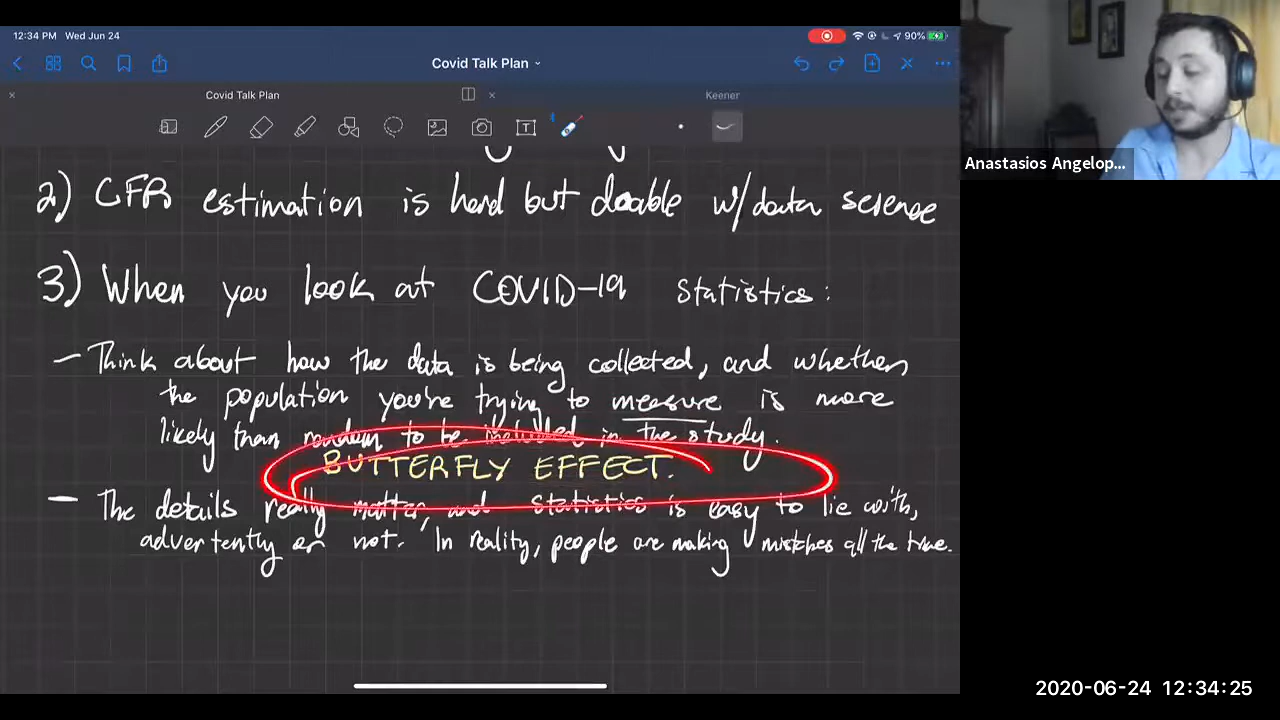 12:34 PM Wed Jun 24
90%
Covid Talk Plan
Covid Talk Plan
Keener
T
Anastasios Angelop...
2) CFR estimation is hard but doable w/data science
3) When you look at COVID-19 statistics:
– Think about how the data is being collected, and whether
the population you're trying to measure is more
likely than random to be included in the study.
BUTTERFLY EFFECT.
– The details really matter, and statistics is easy to lie with,
advertently or not. In reality, people are making mistakes all the time.
2020-06-24 12:34:25